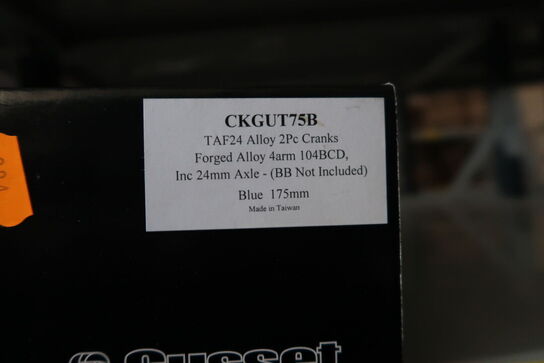 CKGUT75B
TAF24 Alloy 2Pc Cranks
Forged Alloy 4arm 104BCD,
Inc 24mm Axle - (BB Not Included)
Blue 175mm
Made in Taiwan
Gusset